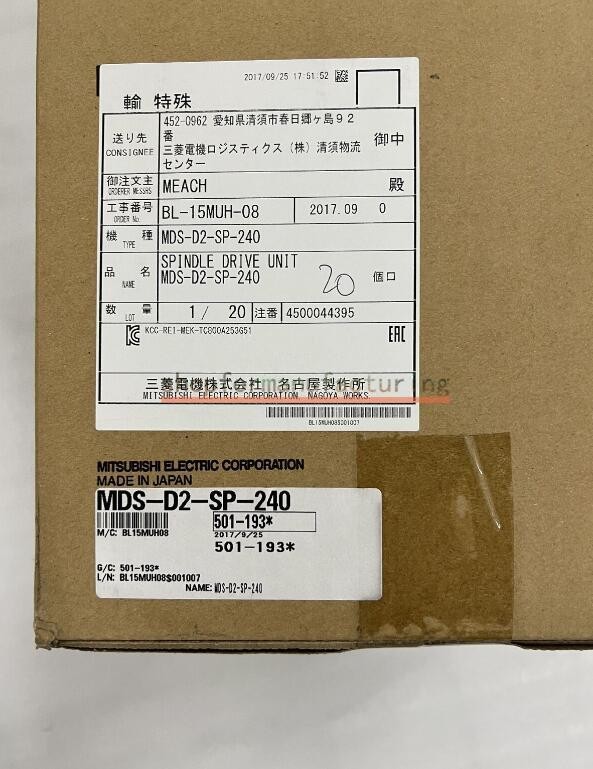 2017/09/25 17:51:52
輸 特殊
送り先
CONSIGNEE
452-0962 愛知県清須市春日郷ヶ島92
番
三菱電機ロジスティクス(株)清須物流
センター
御中
御注文主
ORDERER MESSRS
MEACH 殿
工事番号
ORDER No.
BL-15MUH-08 2017.09 0
機 種
TYPE
MDS-D2-SP-240
品 名
NAME
SPINDLE DRIVE UNIT
MDS-D2-SP-240
20 個口
数 量
LOT
1 / 20 注番 4500044395
KCC-REI-MEK-TC800A253G51
EAC
三菱電機株式会社 名古屋製作所
MITSUBISHI ELECTRIC CORPORATION, NAGOYA WORKS
BL15MUH08$001007
MITSUBISHI ELECTRIC CORPORATION
MADE IN JAPAN
MDS-D2-SP-240
501-193*
M/C: BL15MUH08
2017/9/25
501-193*
G/C: 501-193*
L/N: BL15MUH08$001007
NAME: MDS-D2-SP-240